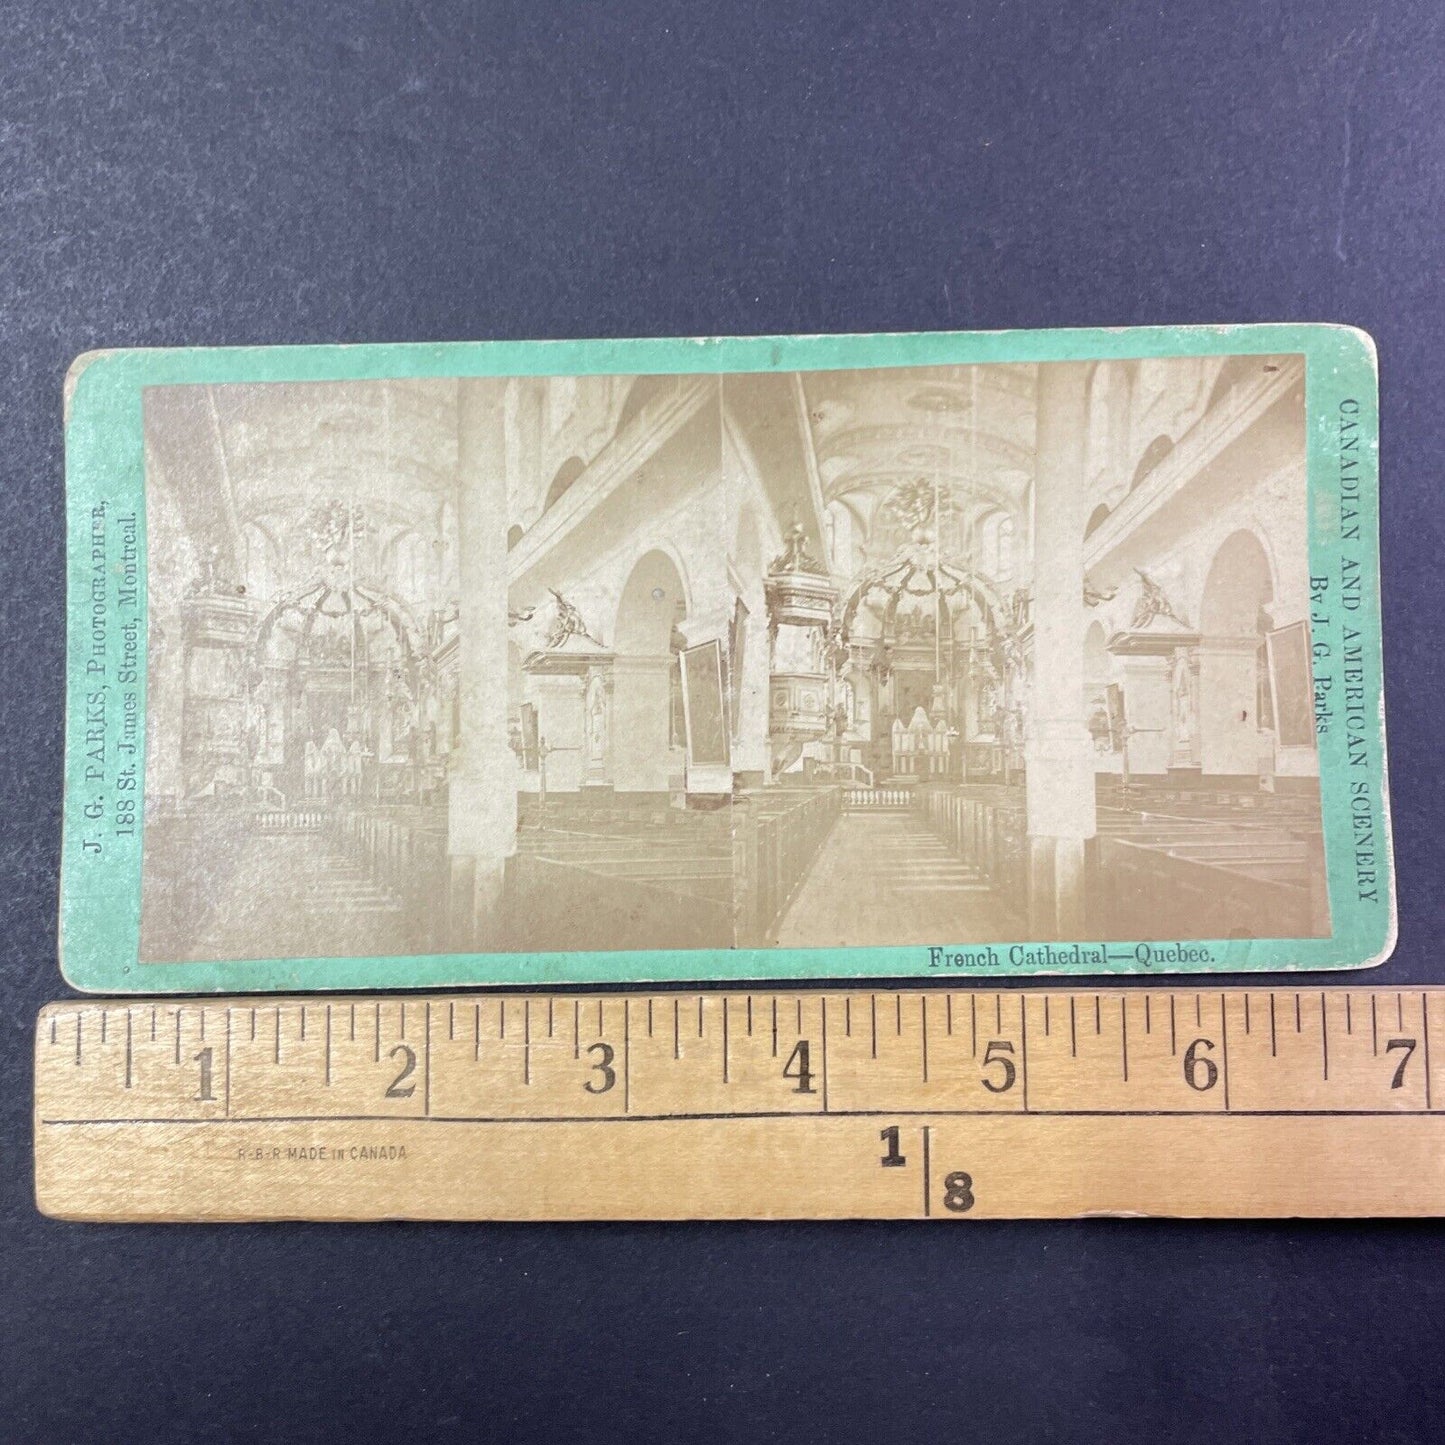 J. G. PARKS, PHOTOGRAPHER,
188 St. James Street, Montreal.
CANADIAN AND AMERICAN SCENERY
By J. G. Parks
French Cathedral—Quebec.
1 2 3 4 5 6 7
R-B-R MADE IN CANADA
1 8